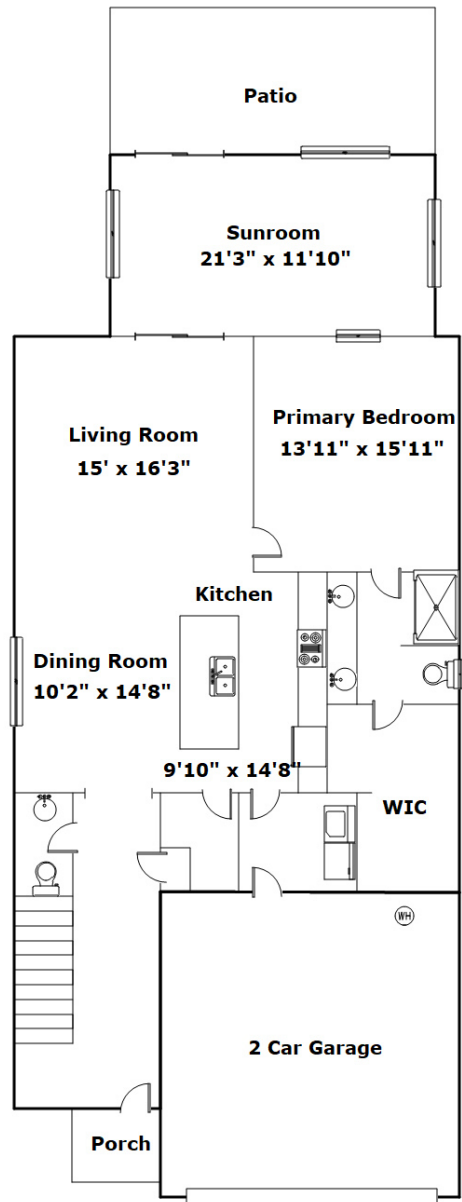 Patio
Sunroom
21'3" x 11'10"
Living Room
15' x 16'3"
Primary Bedroom
13'11" x 15'11"
Kitchen
Dining Room
10'2" x 14'8"
9'10" x 14'8"
WIC
WH
2 Car Garage
Porch